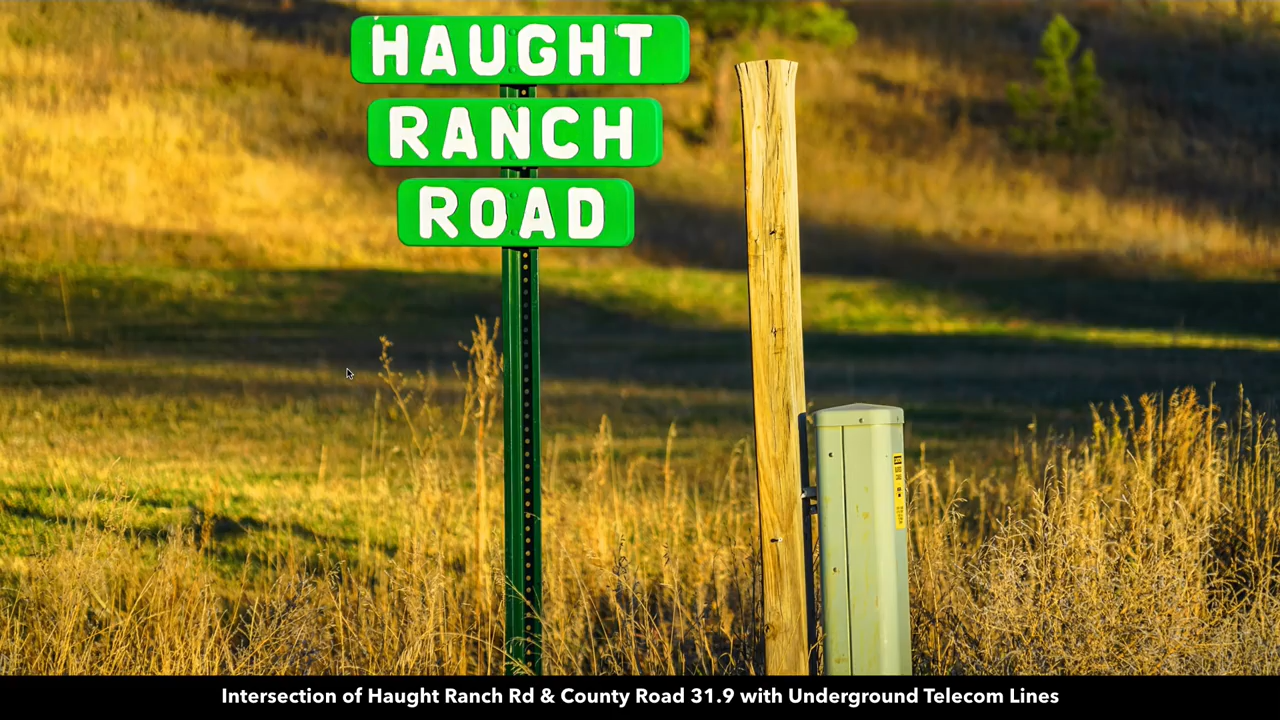 HAUGHT
RANCH
ROAD
Intersection of Haught Ranch Rd & County Road 31.9 with Underground Telecom Lines